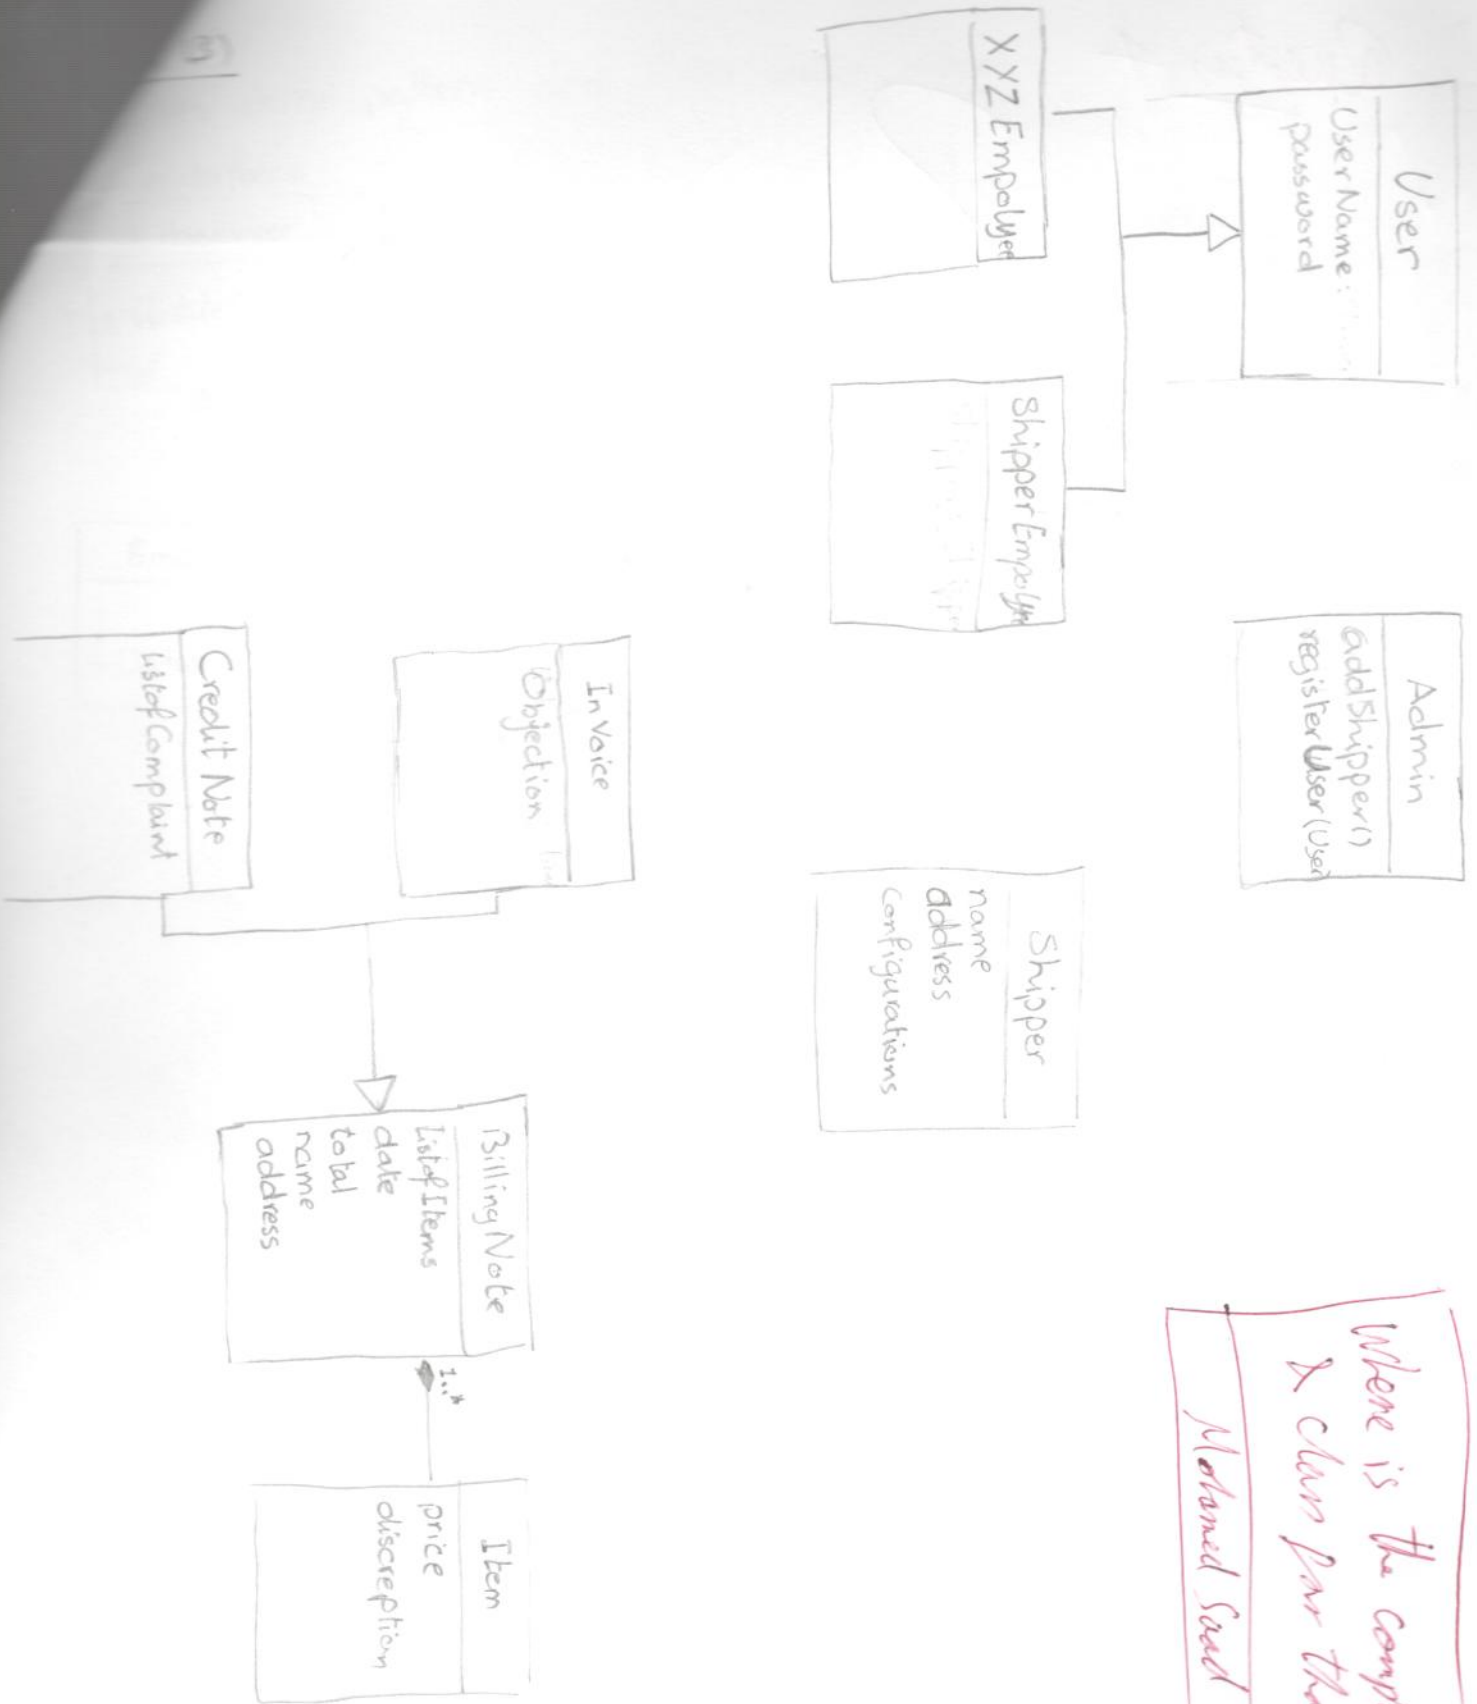 User
UserName:
password
XYZ Empolyee
ShipperEmpolyee
Admin
addShipper()
registerUser(User
Shipper
name
address
configurations
InVoice
Objection
Credit Note
listofComplaint
BillingNote
ListofItems
date
total
name
address
1..*
Item
price
discreption
Where is the comp
& class for the
Mohamed Saad